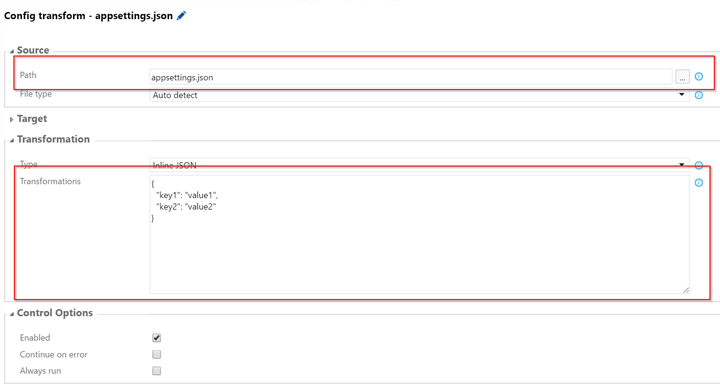 Config transform - appsettings.json
Source
Path
appsettings.json
...
File type
Auto detect
Target
Transformation
Type
Inline JSON
Transformations
{
"key1": "value1",
"key2": "value2"
}
Control Options
Enabled
Continue on error
Always run